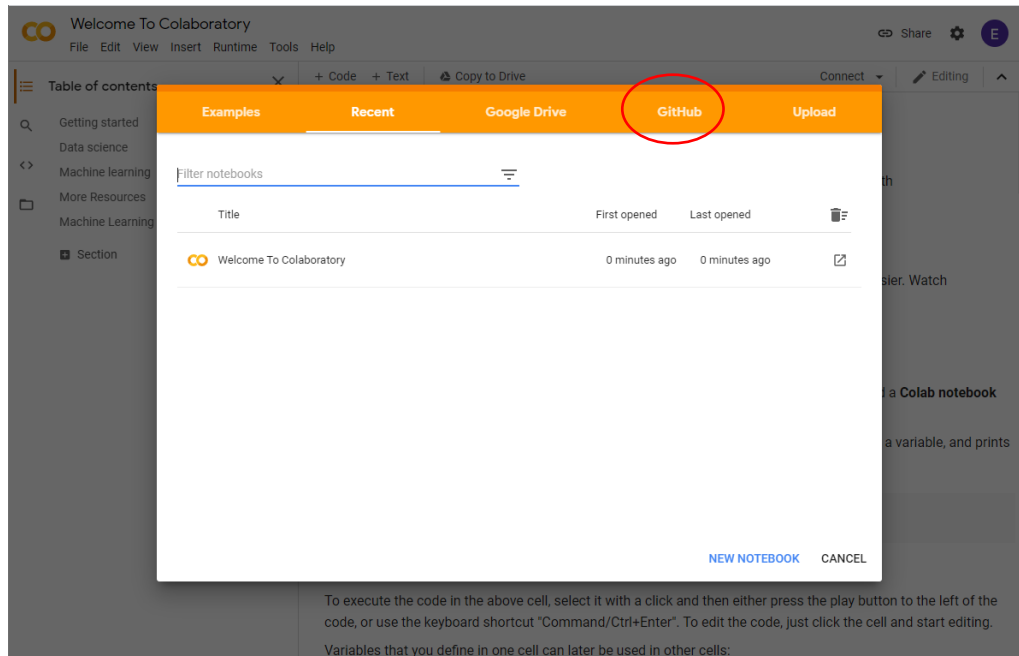 Welcome To Colaboratory
File Edit View Insert Runtime Tools Help
Share
E
Table of contents
+ Code + Text Copy to Drive
Connect
Editing
Getting started
Data science
Machine learning
More Resources
Machine Learning
Section
Examples Recent Google Drive GitHub Upload
Filter notebooks
Title First opened Last opened
CO Welcome To Colaboratory 0 minutes ago 0 minutes ago
NEW NOTEBOOK CANCEL
th
sier. Watch
a Colab notebook
a variable, and prints
To execute the code in the above cell, select it with a click and then either press the play button to the left of the
code, or use the keyboard shortcut "Command/Ctrl+Enter". To edit the code, just click the cell and start editing.
Variables that you define in one cell can later be used in other cells: